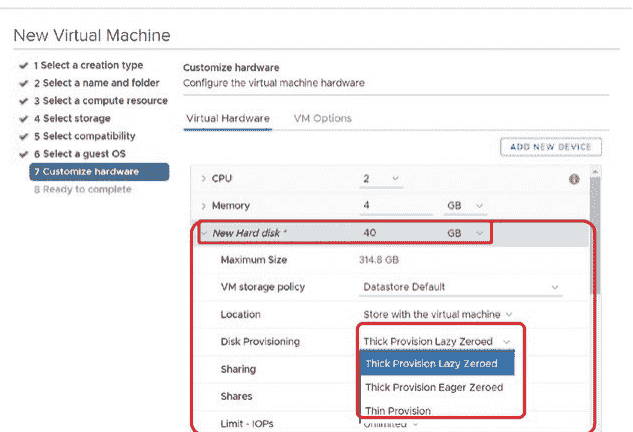 New Virtual Machine
1 Select a creation type
2 Select a name and folder
3 Select a compute resource
4 Select storage
5 Select compatibility
6 Select a guest OS
7 Customize hardware
8 Ready to complete
Customize hardware
Configure the virtual machine hardware
Virtual Hardware VM Options
ADD NEW DEVICE
CPU 2
Memory 4 GB
New Hard disk * 40 GB
Maximum Size 314.8 GB
VM storage policy Datastore Default
Location Store with the virtual machine
Disk Provisioning Thick Provision Lazy Zeroed
Thick Provision Lazy Zeroed
Sharing
Thick Provision Eager Zeroed
Shares
Thin Provision
Limit - IOPs Unlimited